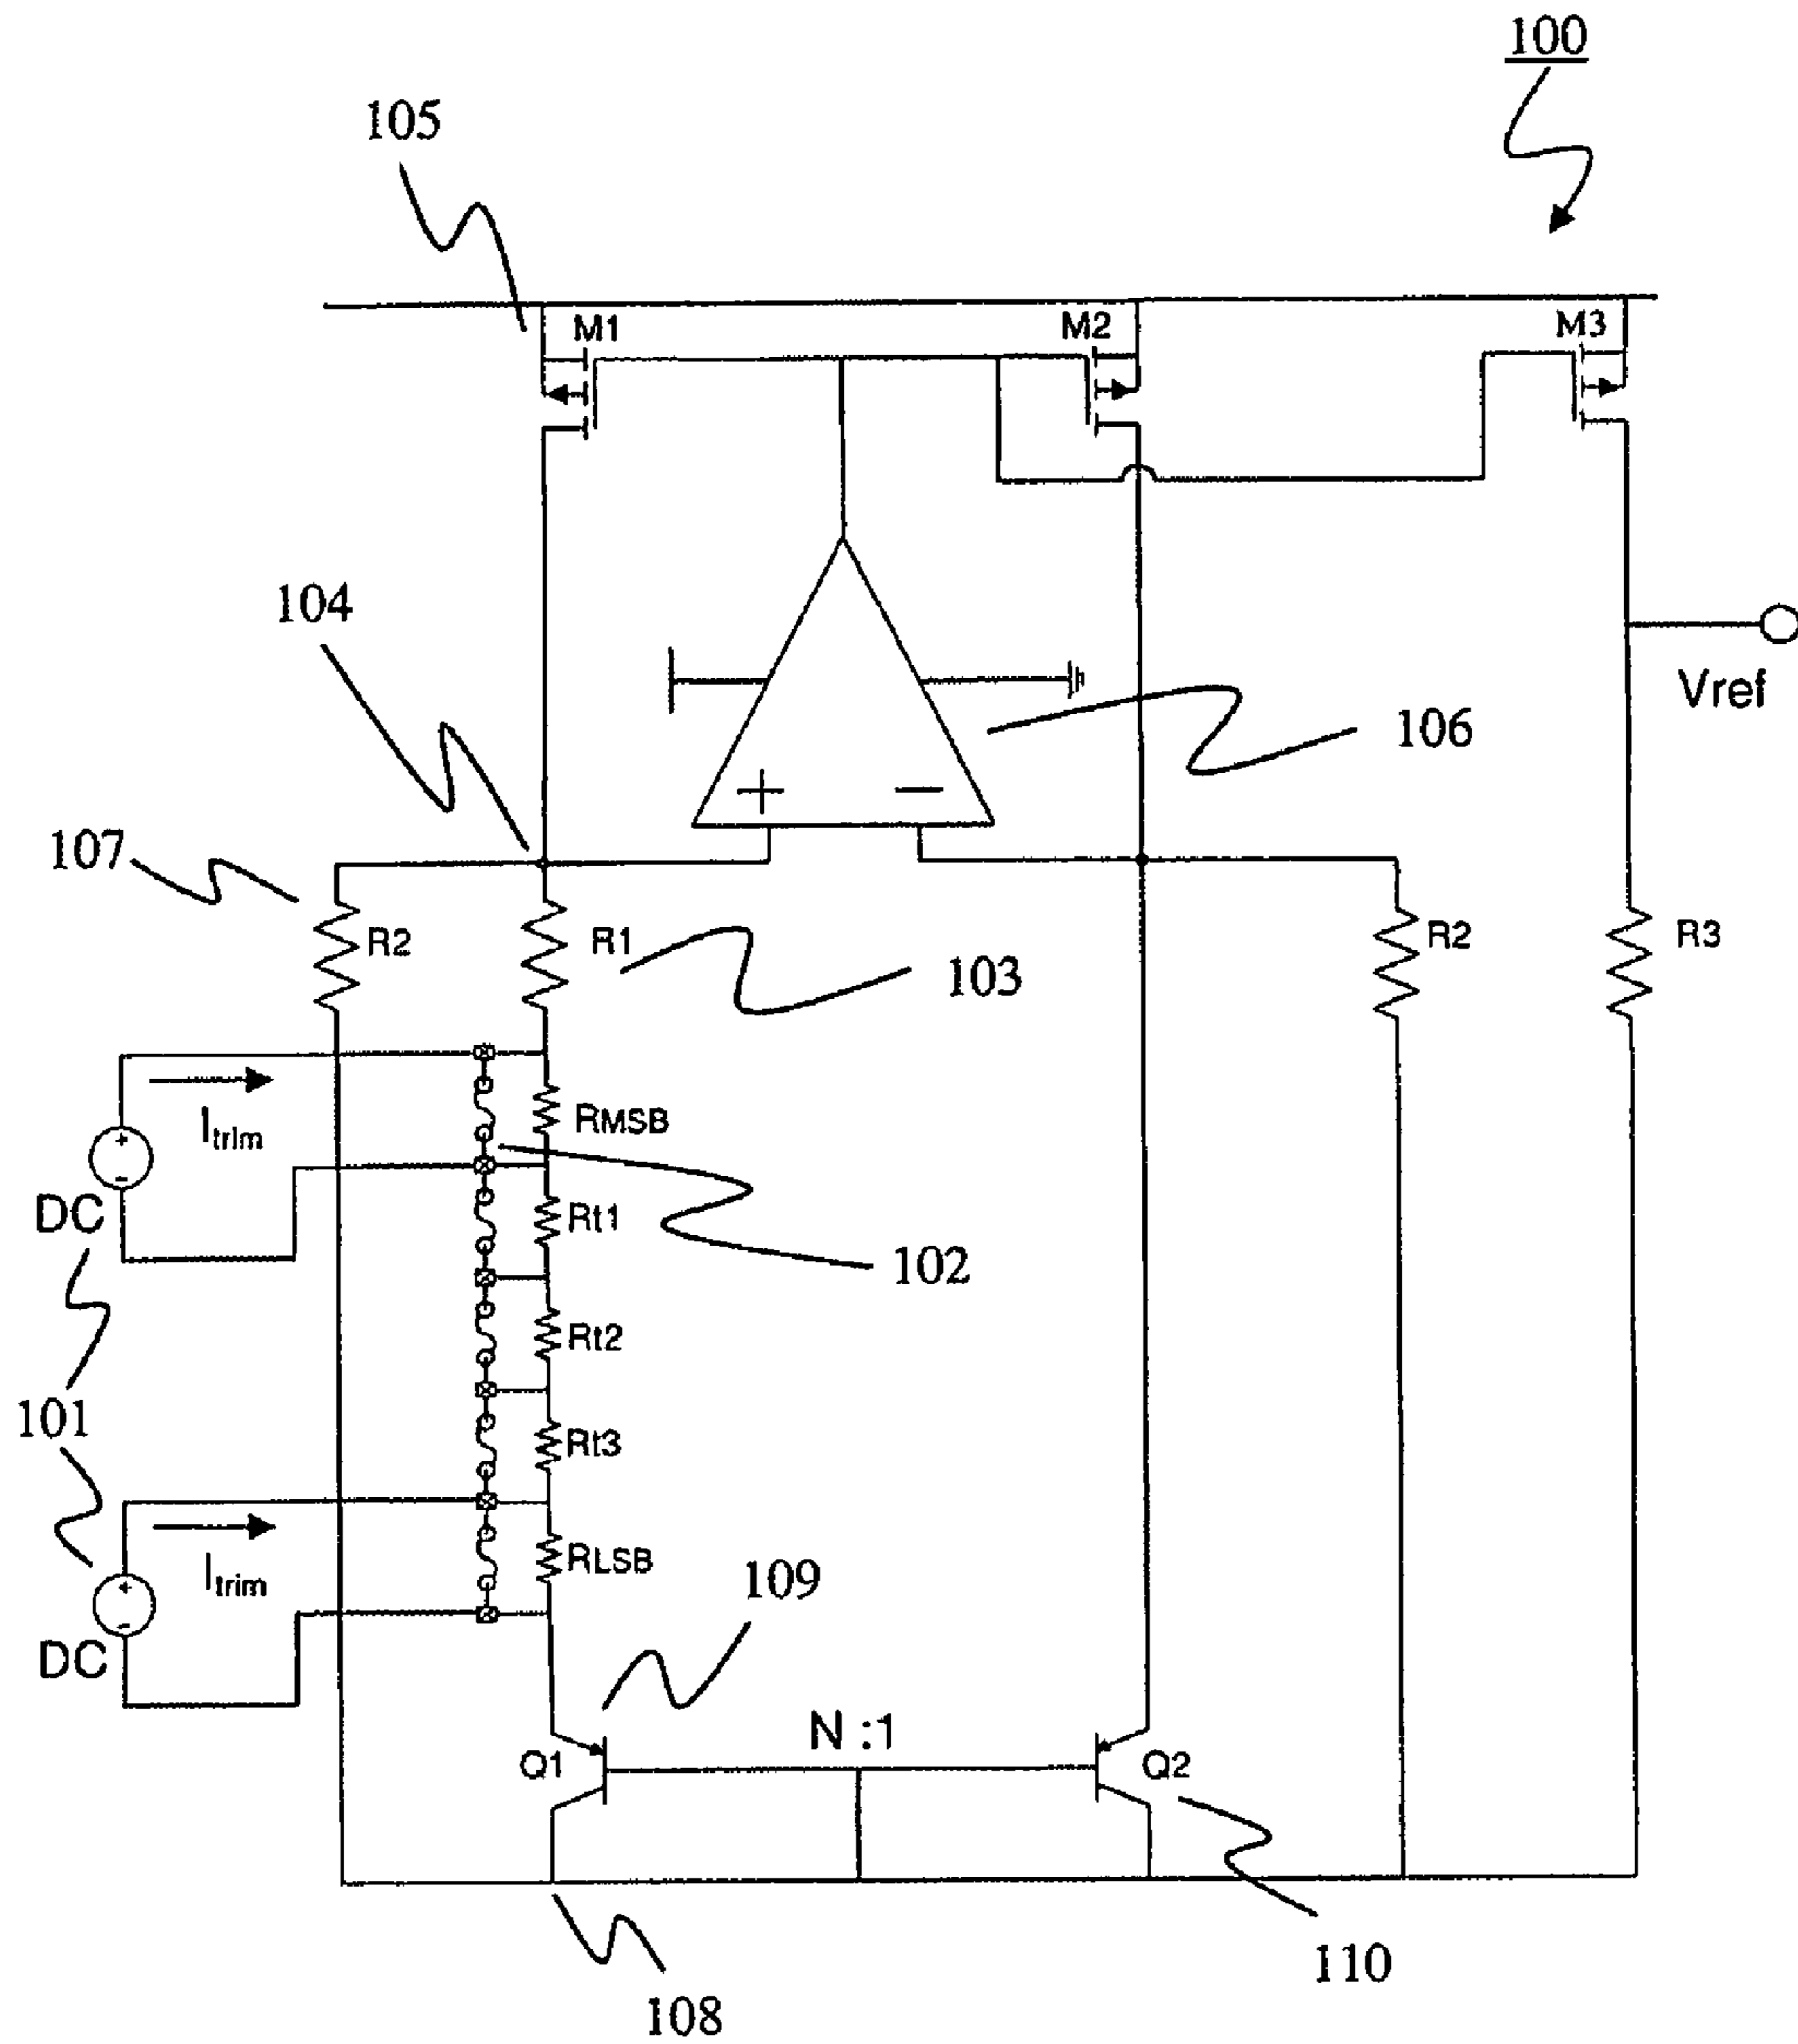 100
105
M1
M2
M3
104
+
−
106
Vref
107
R2
R1
R2
R3
103
+
-
Itrim
RMSB
DC
Rt1
102
Rt2
101
Rt3
+
-
Itrim
RLSB
109
DC
N :1
Q1
Q2
110
108